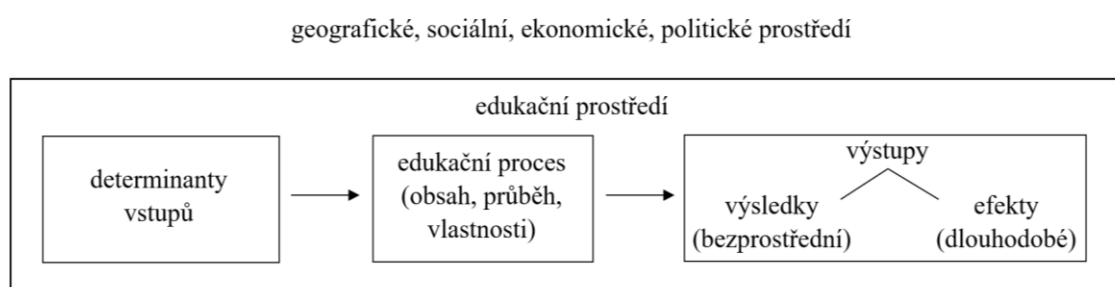 geografické, sociální, ekonomické, politické prostředí
edukační prostředí
determinanty
vstupů
edukační proces
(obsah, průběh,
vlastnosti)
výstupy
výsledky
(bezprostřední)
efekty
(dlouhodobé)